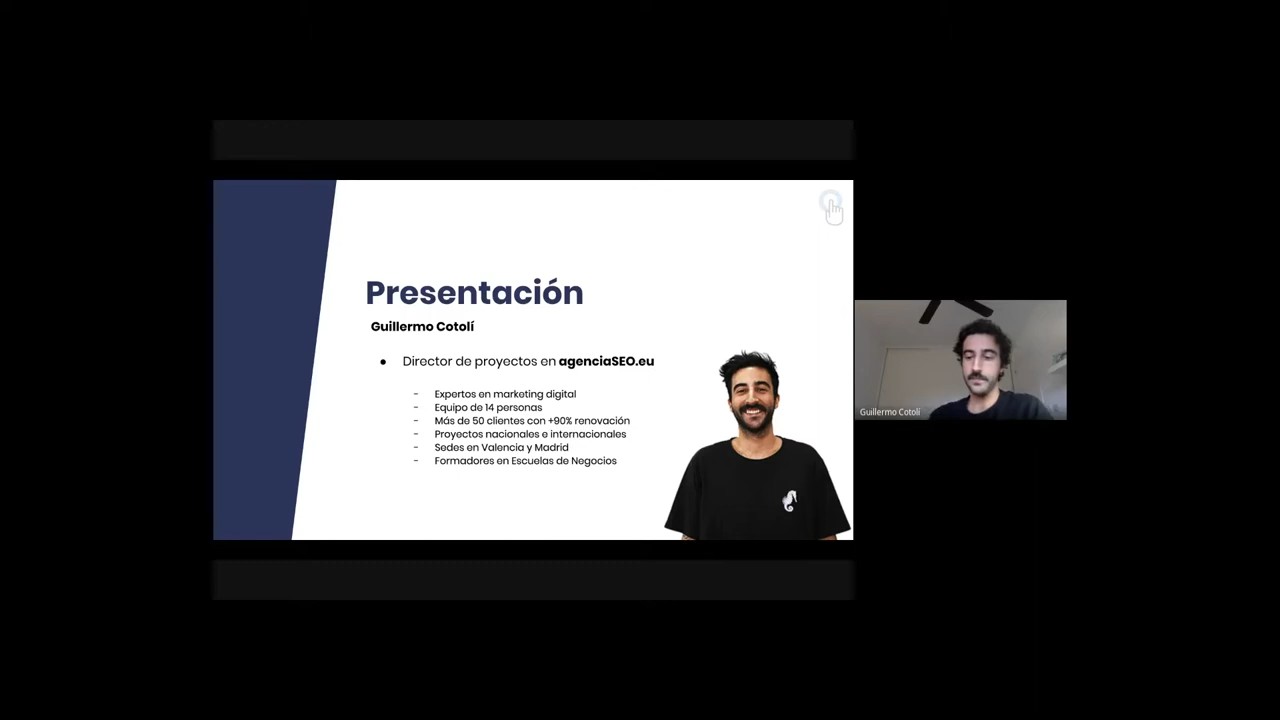 Presentación
Guillermo Cotolí
● Director de proyectos en agenciaSEO.eu
- Expertos en marketing digital
- Equipo de 14 personas
- Más de 50 clientes con +90% renovación
- Proyectos nacionales e internacionales
- Sedes en Valencia y Madrid
- Formadores en Escuelas de Negocios
Guillermo Cotolí